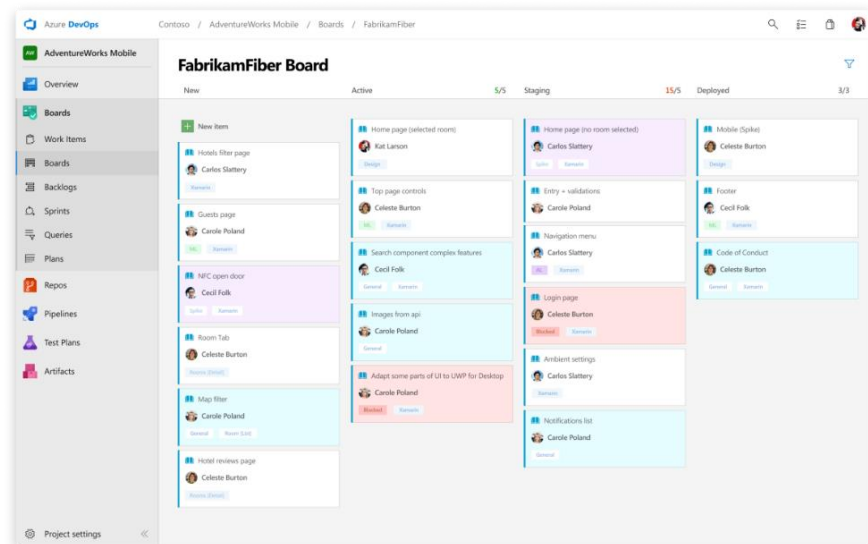 Azure DevOps
Contoso / AdventureWorks Mobile / Boards / FabrikamFiber
AW AdventureWorks Mobile
Overview
Boards
Work Items
Boards
Backlogs
Sprints
Queries
Plans
Repos
Pipelines
Test Plans
Artifacts
Project settings
FabrikamFiber Board
New
Active 5/5
Staging 15/5
Deployed 3/3
New item
Hotels filter page
Carlos Slattery
Xamarin
Guests page
Carole Poland
Xamarin
NFC open door
Cecil Folk
Xamarin
Room Tab
Celeste Burton
Rooms (Detail)
Map filter
Carole Poland
General Room (List)
Hotel reviews page
Celeste Burton
Rooms (Detail)
Home page (selected room)
Kat Larson
Design
Top page controls
Celeste Burton
Xamarin
Search component complex features
Cecil Folk
General Xamarin
Images from api
Carole Poland
General
Adapt some parts of UI to UWP for Desktop
Carole Poland
Blocked Xamarin
Home page (no room selected)
Carlos Slattery
Xamarin
Entry + validations
Carole Poland
Navigation menu
Carlos Slattery
Xamarin
Login page
Celeste Burton
Blocked Xamarin
Ambient settings
Carlos Slattery
Xamarin
Notifications list
Carole Poland
General
Mobile (Spike)
Celeste Burton
Design
Footer
Cecil Folk
Xamarin
Code of Conduct
Celeste Burton
General Xamarin